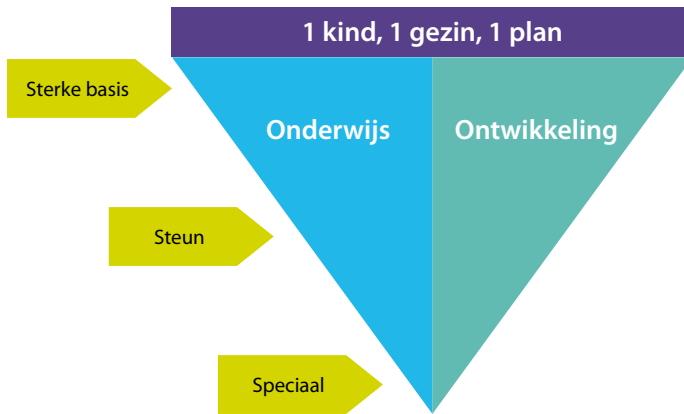 1 kind, 1 gezin, 1 plan
Sterke basis
Onderwijs
Ontwikkeling
Steun
Speciaal